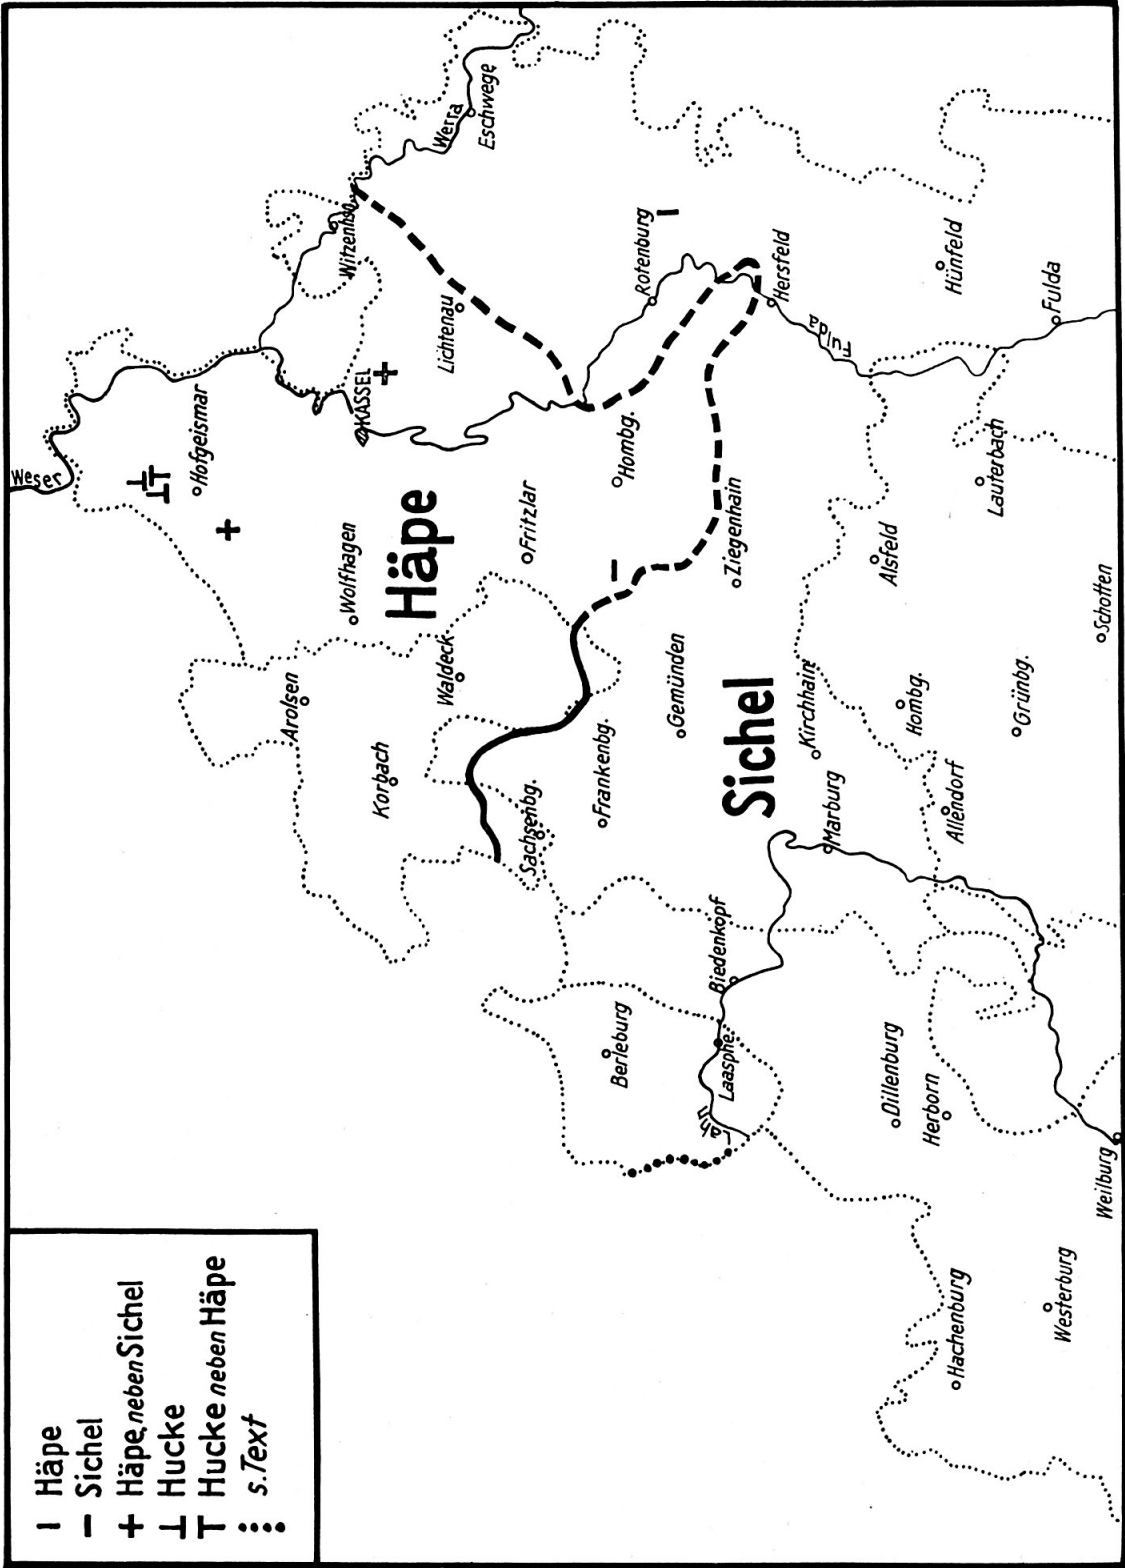 Häpe
Sichel
Häpe neben Sichel
Hucke
Hucke neben Häpe
s. Text
Weser
Hofgeismar
Arolsen
Wolfhagen
Witzenhsn.
KASSEL
Korbach
Häpe
Waldeck
Lichtenau
Werra
Eschwege
Sachsenbg.
Fritzlar
Frankenbg.
Berleburg
Hombg.
Rotenburg
Gemünden
Lahn
Laasphe
Biedenkopf
Ziegenhain
Sichel
Hersfeld
Kirchhain
Marburg
Fulda
Alsfeld
Dillenburg
Herborn
Hombg.
Hachenburg
Allendorf
Hünfeld
Lauterbach
Grünbg.
Fulda
Westerburg
Schotten
Weilburg